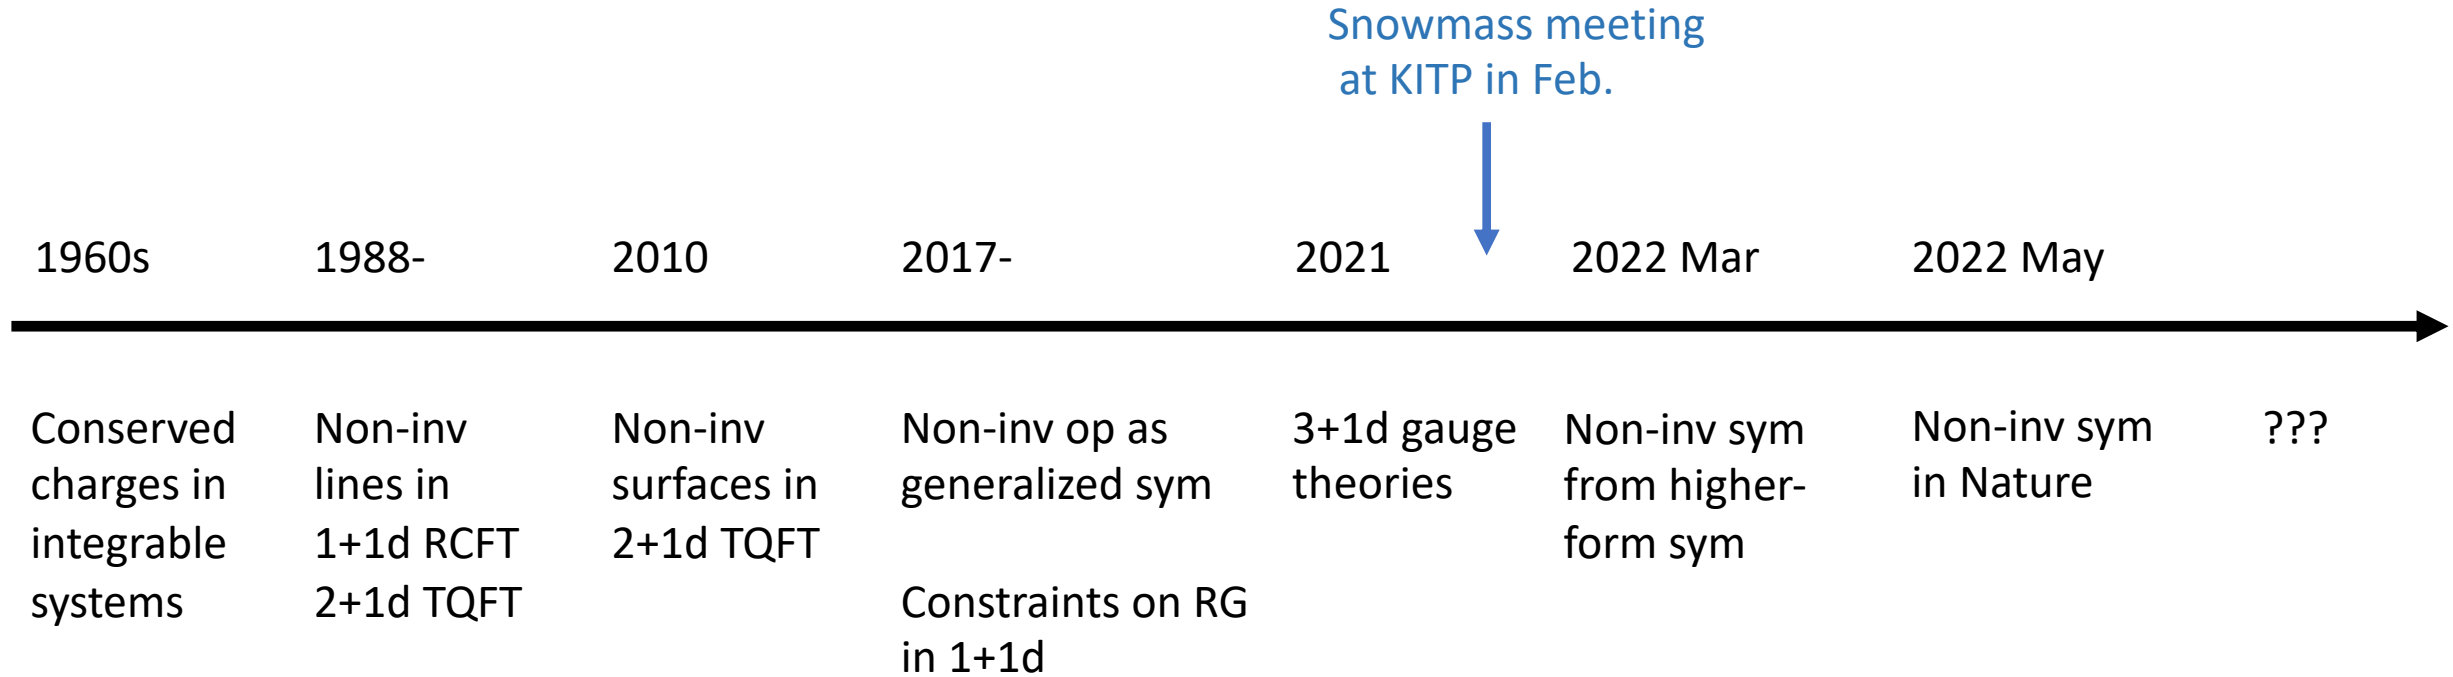 Snowmass meeting
at KITP in Feb.
1960s
1988-
2010
2017-
2021
2022 Mar
2022 May
Conserved
charges in
integrable
systems
Non-inv
lines in
1+1d RCFT
2+1d TQFT
Non-inv
surfaces in
2+1d TQFT
Non-inv op as
generalized sym
Constraints on RG
in 1+1d
3+1d gauge
theories
Non-inv sym
from higher-
form sym
Non-inv sym
in Nature
???